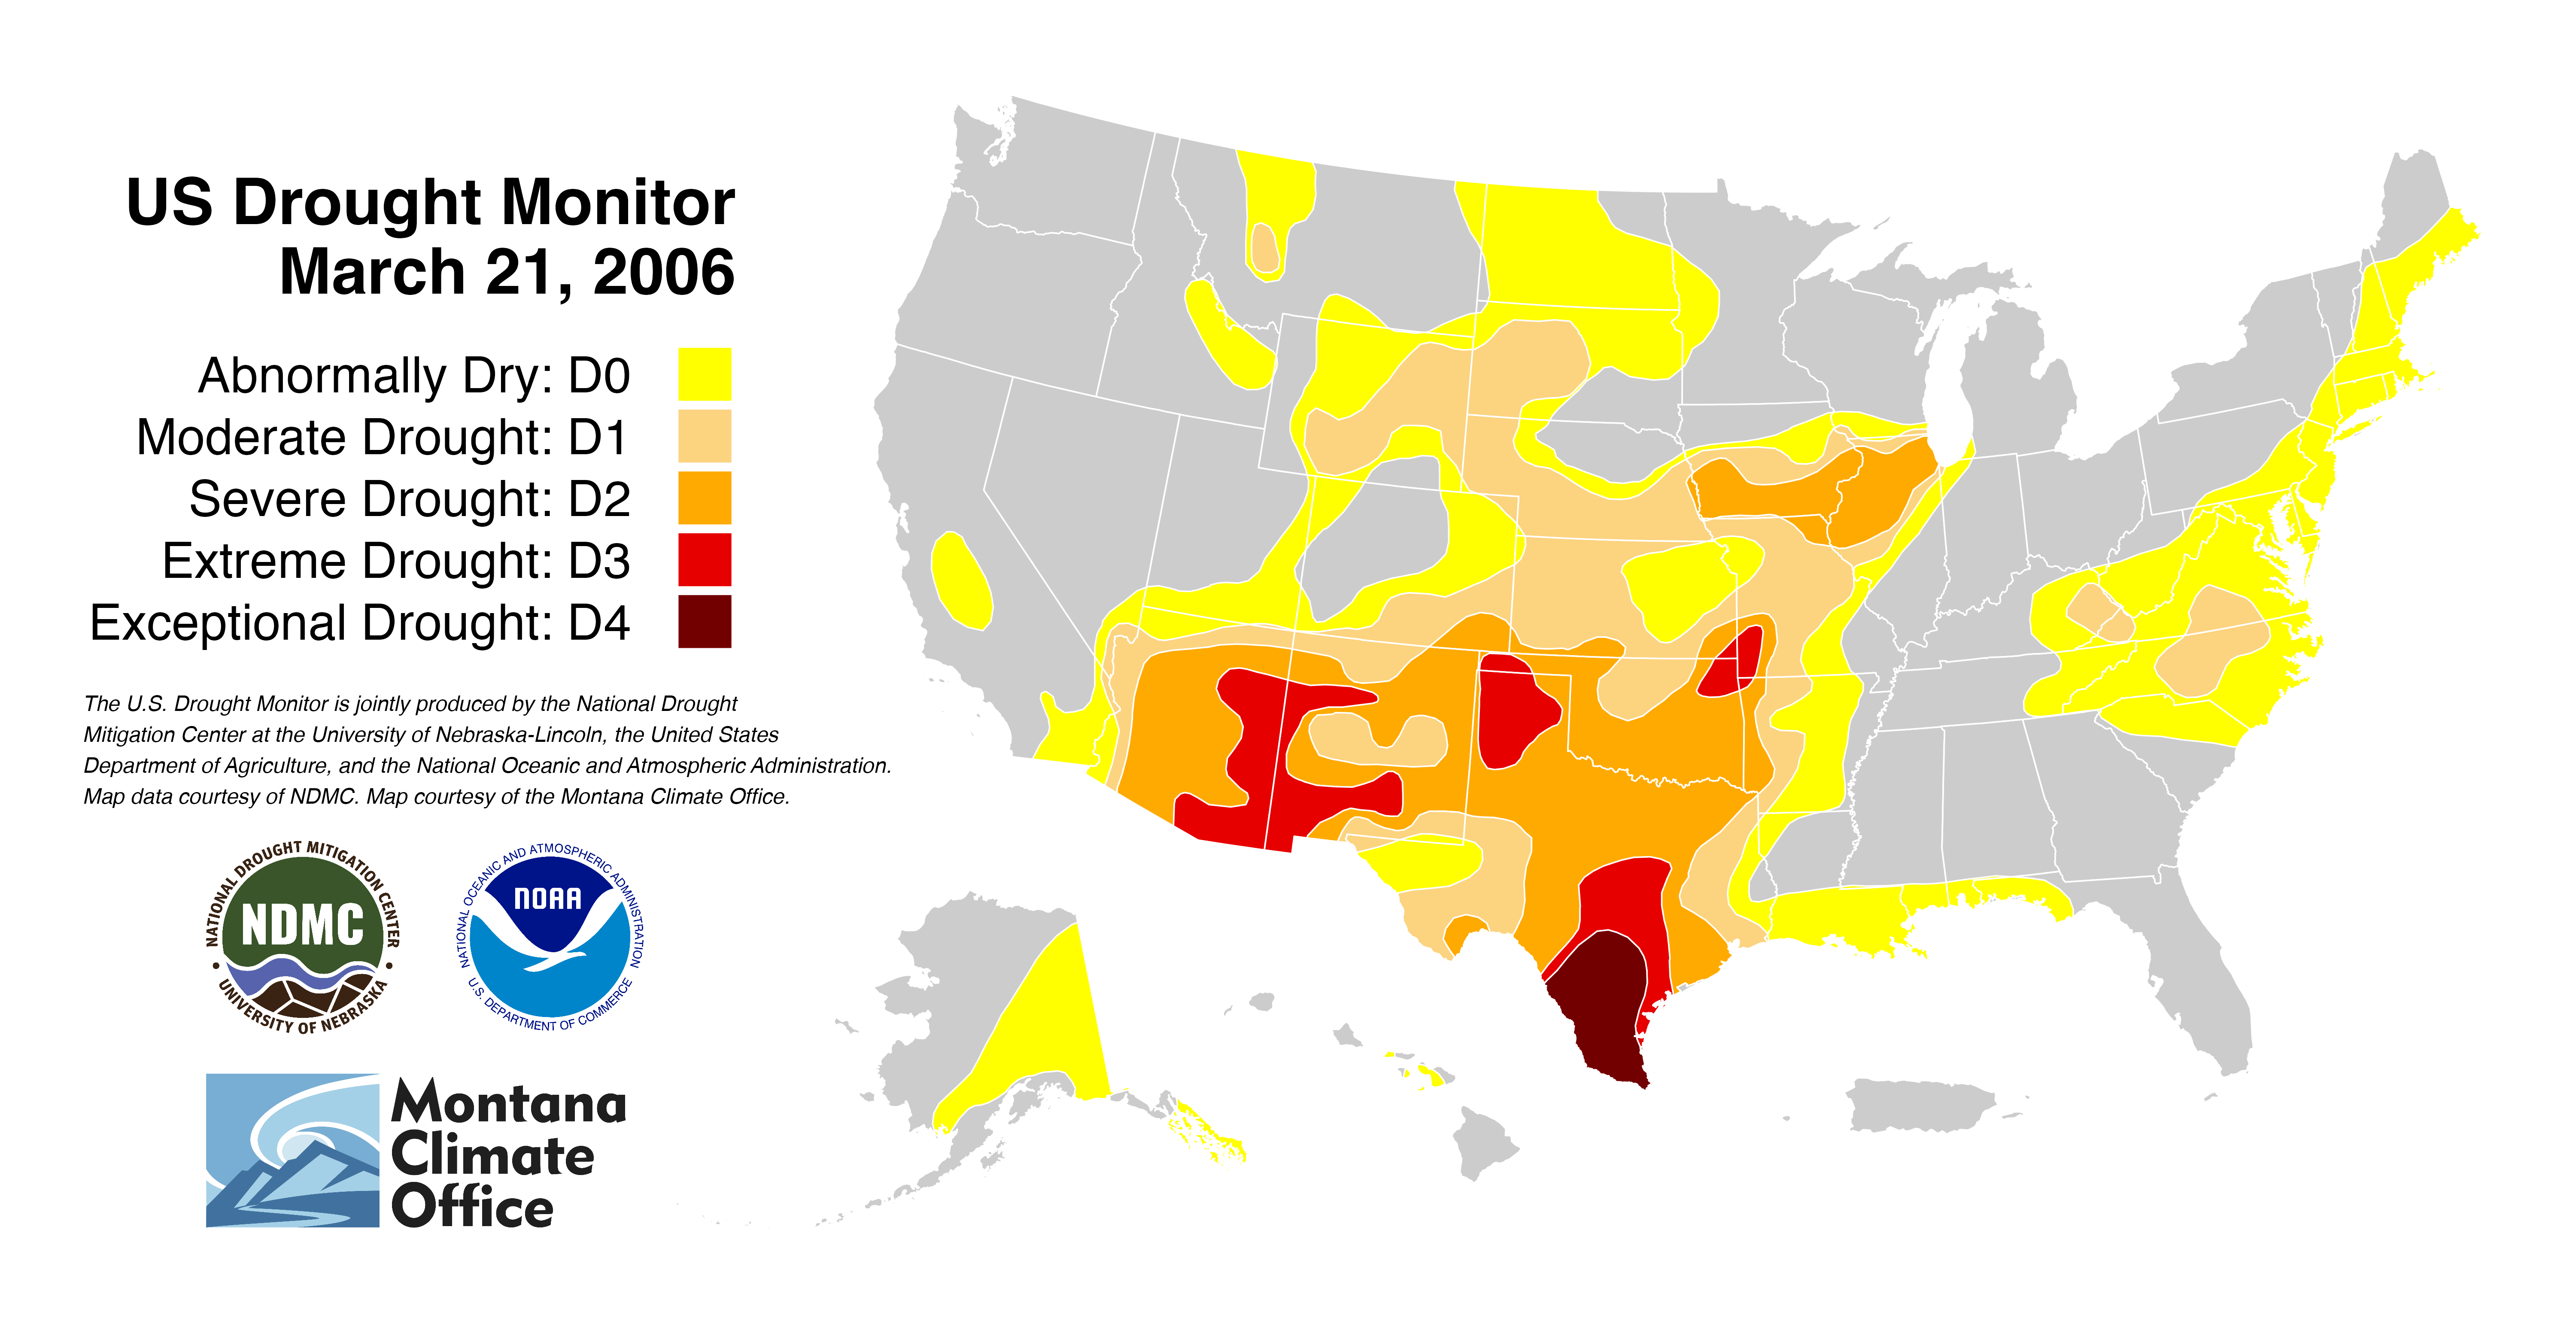 US Drought Monitor
March 21, 2006
Abnormally Dry: D0
Moderate Drought: D1
Severe Drought: D2
Extreme Drought: D3
Exceptional Drought: D4
The U.S. Drought Monitor is jointly produced by the National Drought
Mitigation Center at the University of Nebraska-Lincoln, the United States
Department of Agriculture, and the National Oceanic and Atmospheric Administration.
Map data courtesy of NDMC. Map courtesy of the Montana Climate Office.
NATIONAL DROUGHT MITIGATION CENTER
NDMC
• UNIVERSITY OF NEBRASKA •
NATIONAL OCEANIC AND ATMOSPHERIC ADMINISTRATION
NOAA
U.S. DEPARTMENT OF COMMERCE
Montana
Climate
Office